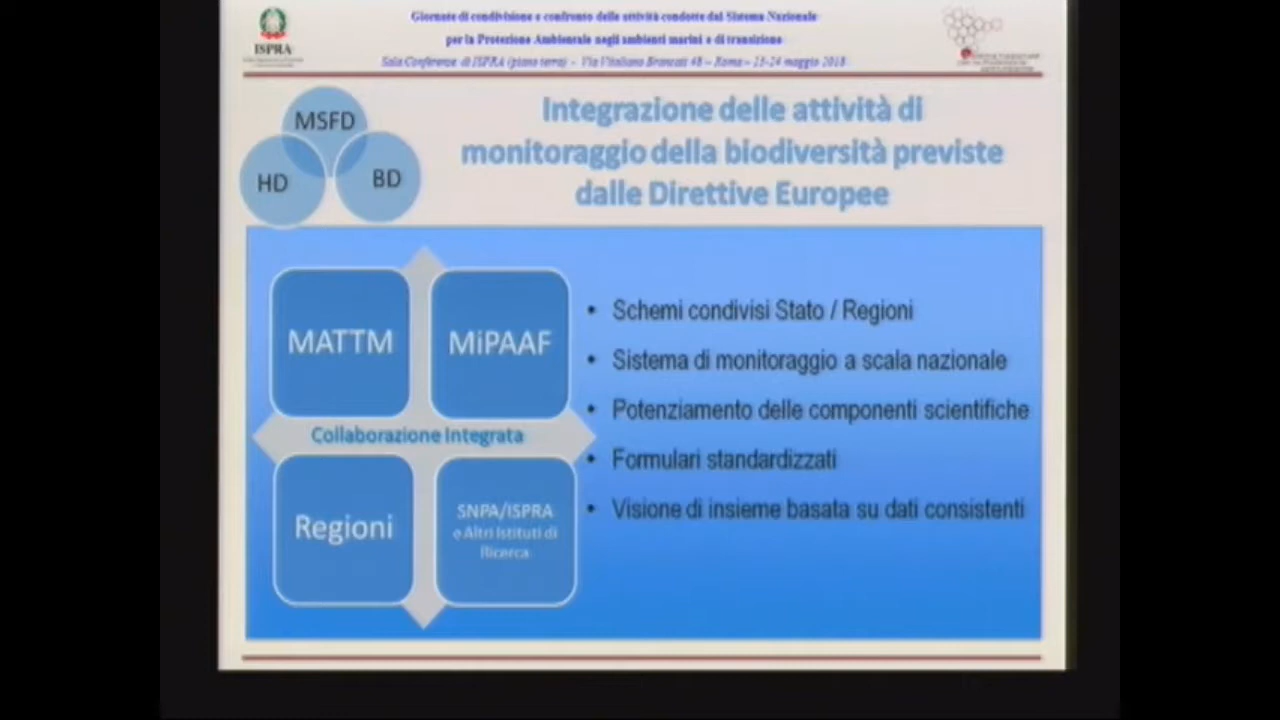 Giornate di condivisione e confronto delle attività condotte dal Sistema Nazionale
per la Protezione Ambientale negli ambienti marini e di transizione
Sala Conferenze di ISPRA (piano terra) - Via Vitaliano Brancati 48 - Roma - 23-24 maggio 2018
ISPRA
MSFD
HD
BD
Integrazione delle attività di
monitoraggio della biodiversità previste
dalle Direttive Europee
MATTM
MiPAAF
Collaborazione Integrata
Regioni
SNPA/ISPRA
e Altri Istituti di
Ricerca
• Schemi condivisi Stato / Regioni
• Sistema di monitoraggio a scala nazionale
• Potenziamento delle componenti scientifiche
• Formulari standardizzati
• Visione di insieme basata su dati consistenti